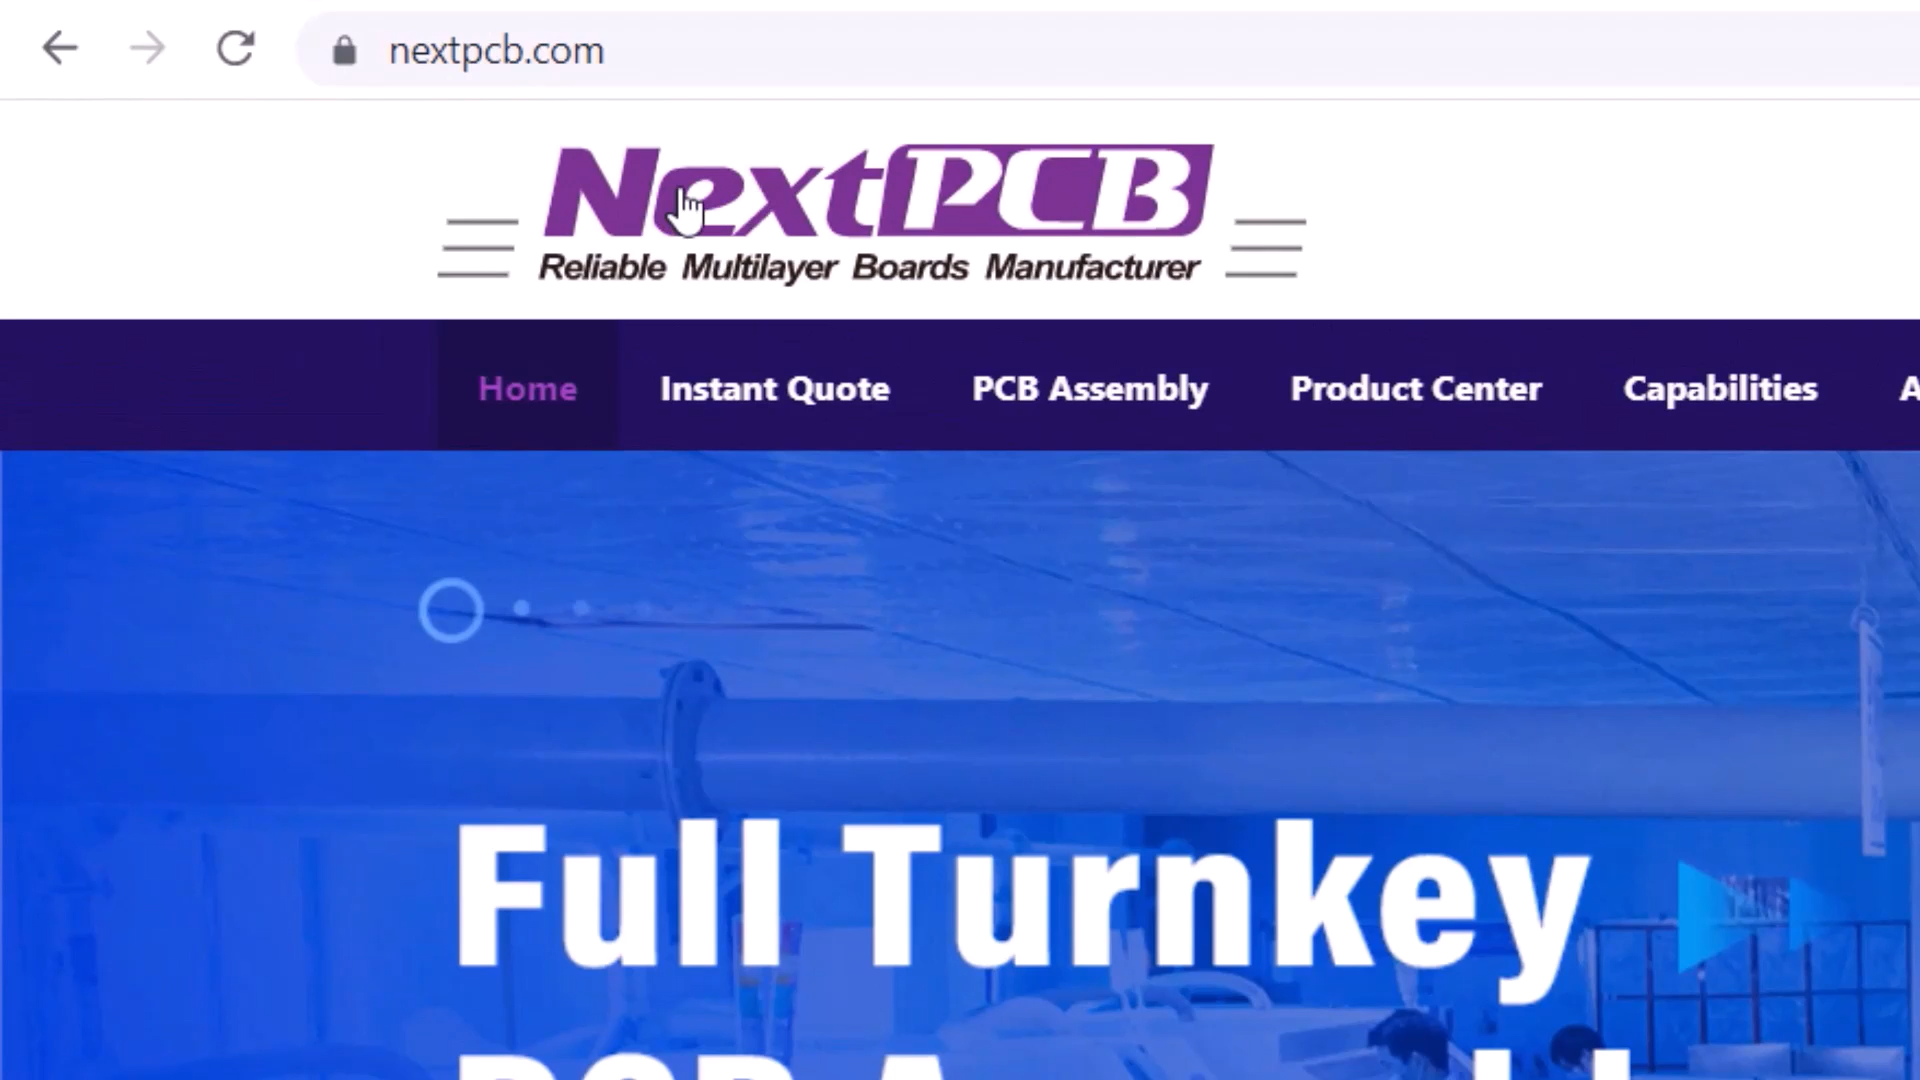 nextpcb.com
NextPCB
Reliable Multilayer Boards Manufacturer
Home Instant Quote PCB Assembly Product Center Capabilities
Full Turnkey